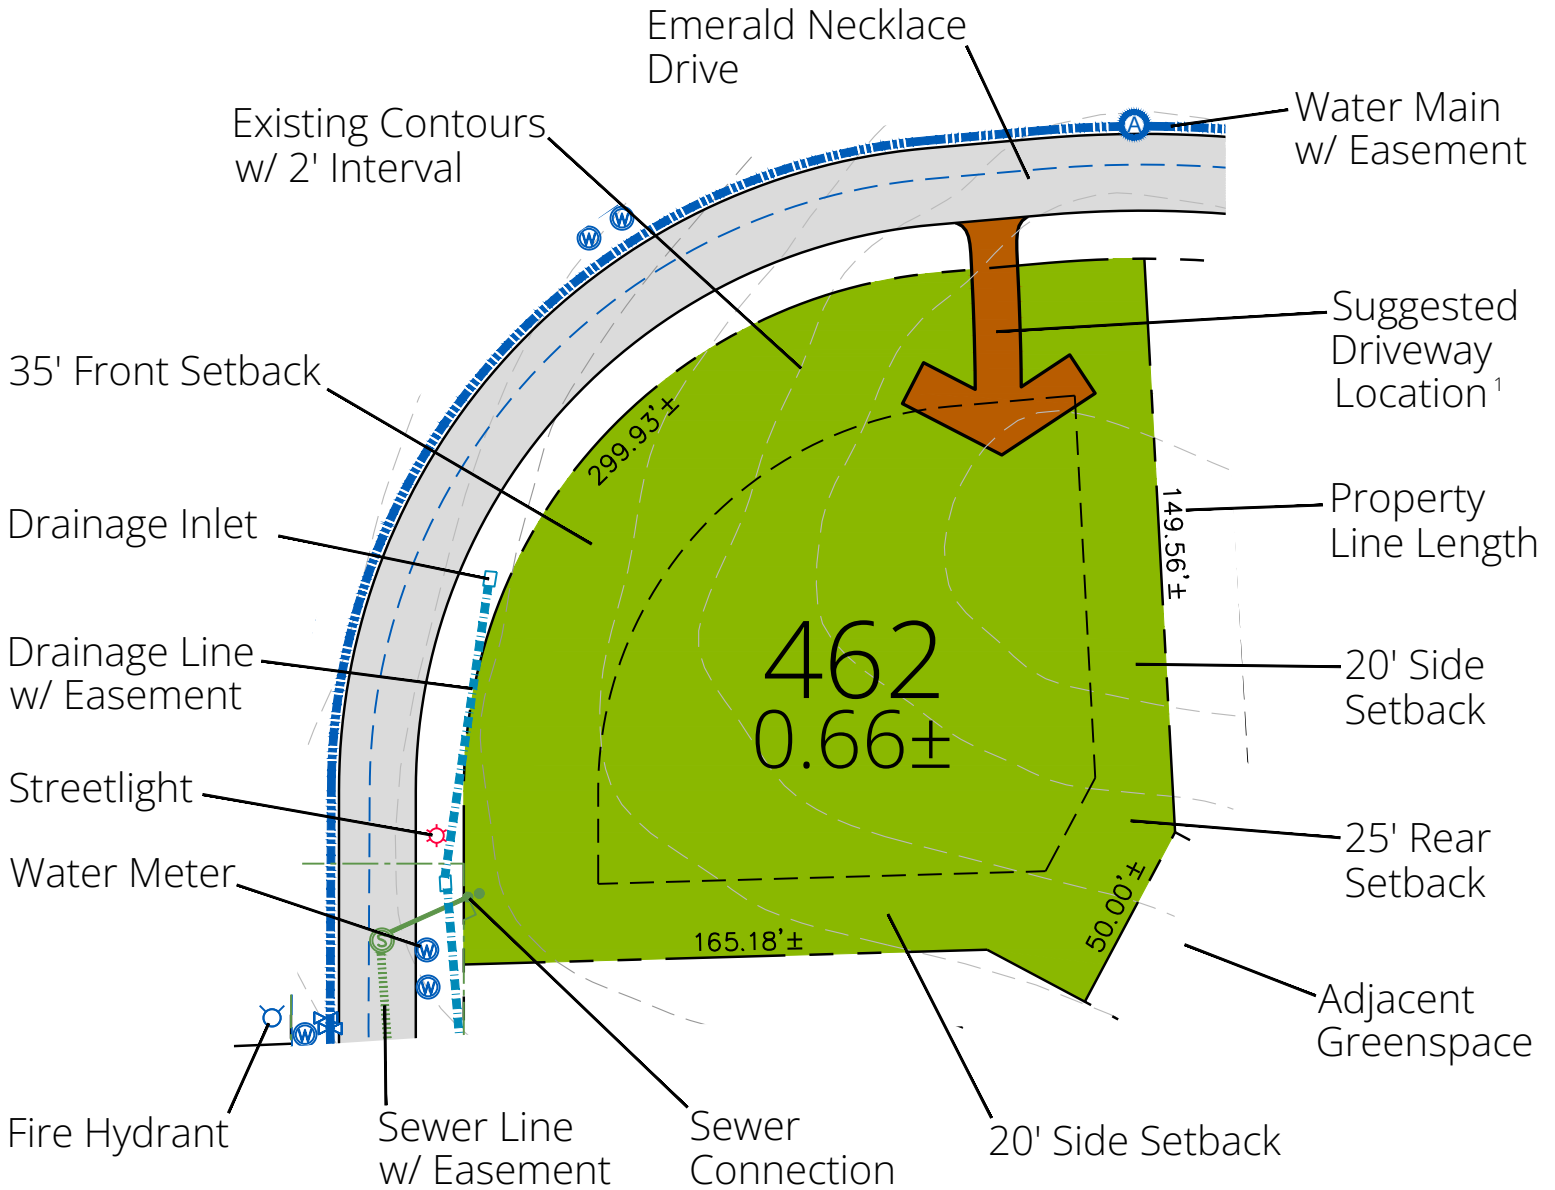 Emerald Necklace
Drive
Existing Contours
w/ 2' Interval
Water Main
w/ Easement
A
W
W
Suggested
Driveway
Location 1
35' Front Setback
299.93'±
Property
Line Length
149.56'±
Drainage Inlet
Drainage Line
w/ Easement
462
0.66±
20' Side
Setback
Streetlight
25' Rear
Setback
Water Meter
50.00'±
165.18'±
S
W
W
W
Adjacent
Greenspace
Fire Hydrant
Sewer Line
w/ Easement
Sewer
Connection
20' Side Setback